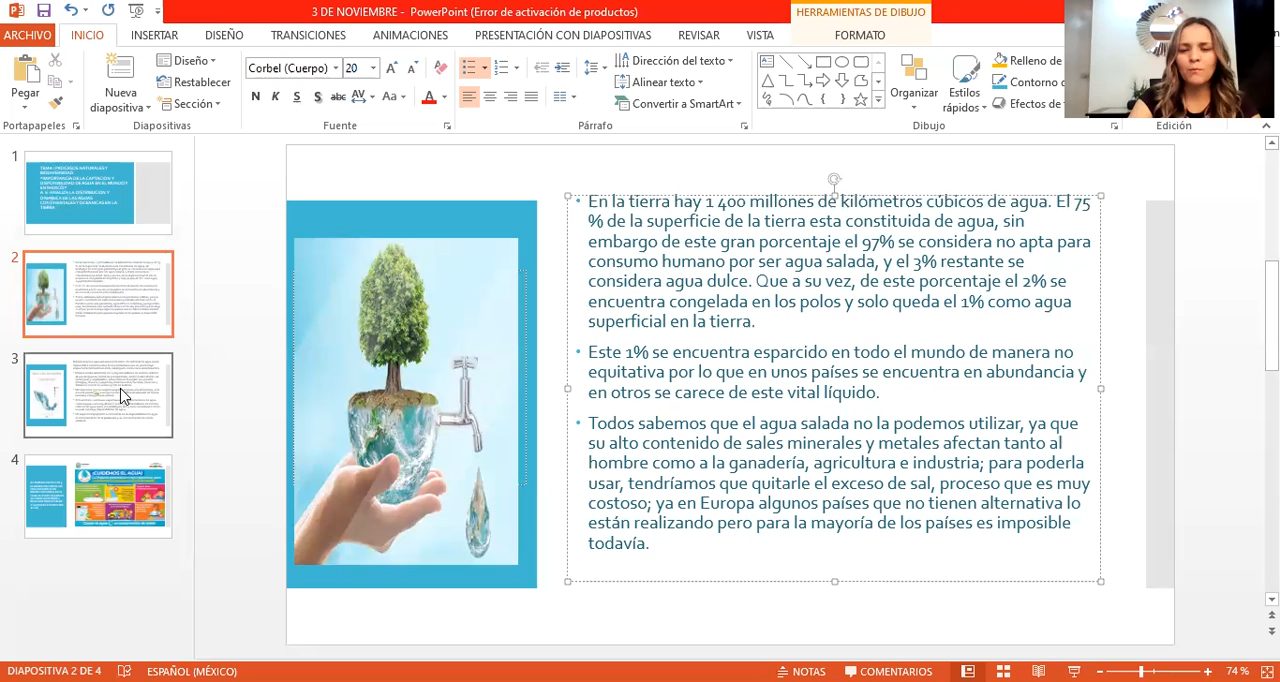 3 DE NOVIEMBRE - PowerPoint (Error de activación de productos)
HERRAMIENTAS DE DIBUJO
ARCHIVO INICIO INSERTAR DISEÑO TRANSICIONES ANIMACIONES PRESENTACIÓN CON DIAPOSITIVAS REVISAR VISTA FORMATO
Pegar
Nueva diapositiva
Diseño
Restablecer
Sección
Corbel (Cuerpo) 20
N K S S abc AV Aa A
Dirección del texto
Alinear texto
Convertir a SmartArt
Organizar
Estilos rápidos
Relleno de
Contorno
Efectos de
Portapapeles Diapositivas Fuente Párrafo Dibujo Edición
1
2
3
4
¡CUIDEMOS EL AGUA!
• En la tierra hay 1 400 millones de kilómetros cúbicos de agua. El 75
% de la superficie de la tierra esta constituida de agua, sin
embargo de este gran porcentaje el 97% se considera no apta para
consumo humano por ser agua salada, y el 3% restante se
considera agua dulce. Que a su vez, de este porcentaje el 2% se
encuentra congelada en los polos y solo queda el 1% como agua
superficial en la tierra.
• Este 1% se encuentra esparcido en todo el mundo de manera no
equitativa por lo que en unos países se encuentra en abundancia y
en otros se carece de este vital líquido.
• Todos sabemos que el agua salada no la podemos utilizar, ya que
su alto contenido de sales minerales y metales afectan tanto al
hombre como a la ganadería, agricultura e industria; para poderla
usar, tendríamos que quitarle el exceso de sal, proceso que es muy
costoso; ya en Europa algunos países que no tienen alternativa lo
están realizando pero para la mayoría de los países es imposible
todavía.
DIAPOSITIVA 2 DE 4 ESPAÑOL (MÉXICO) NOTAS COMENTARIOS 74 %